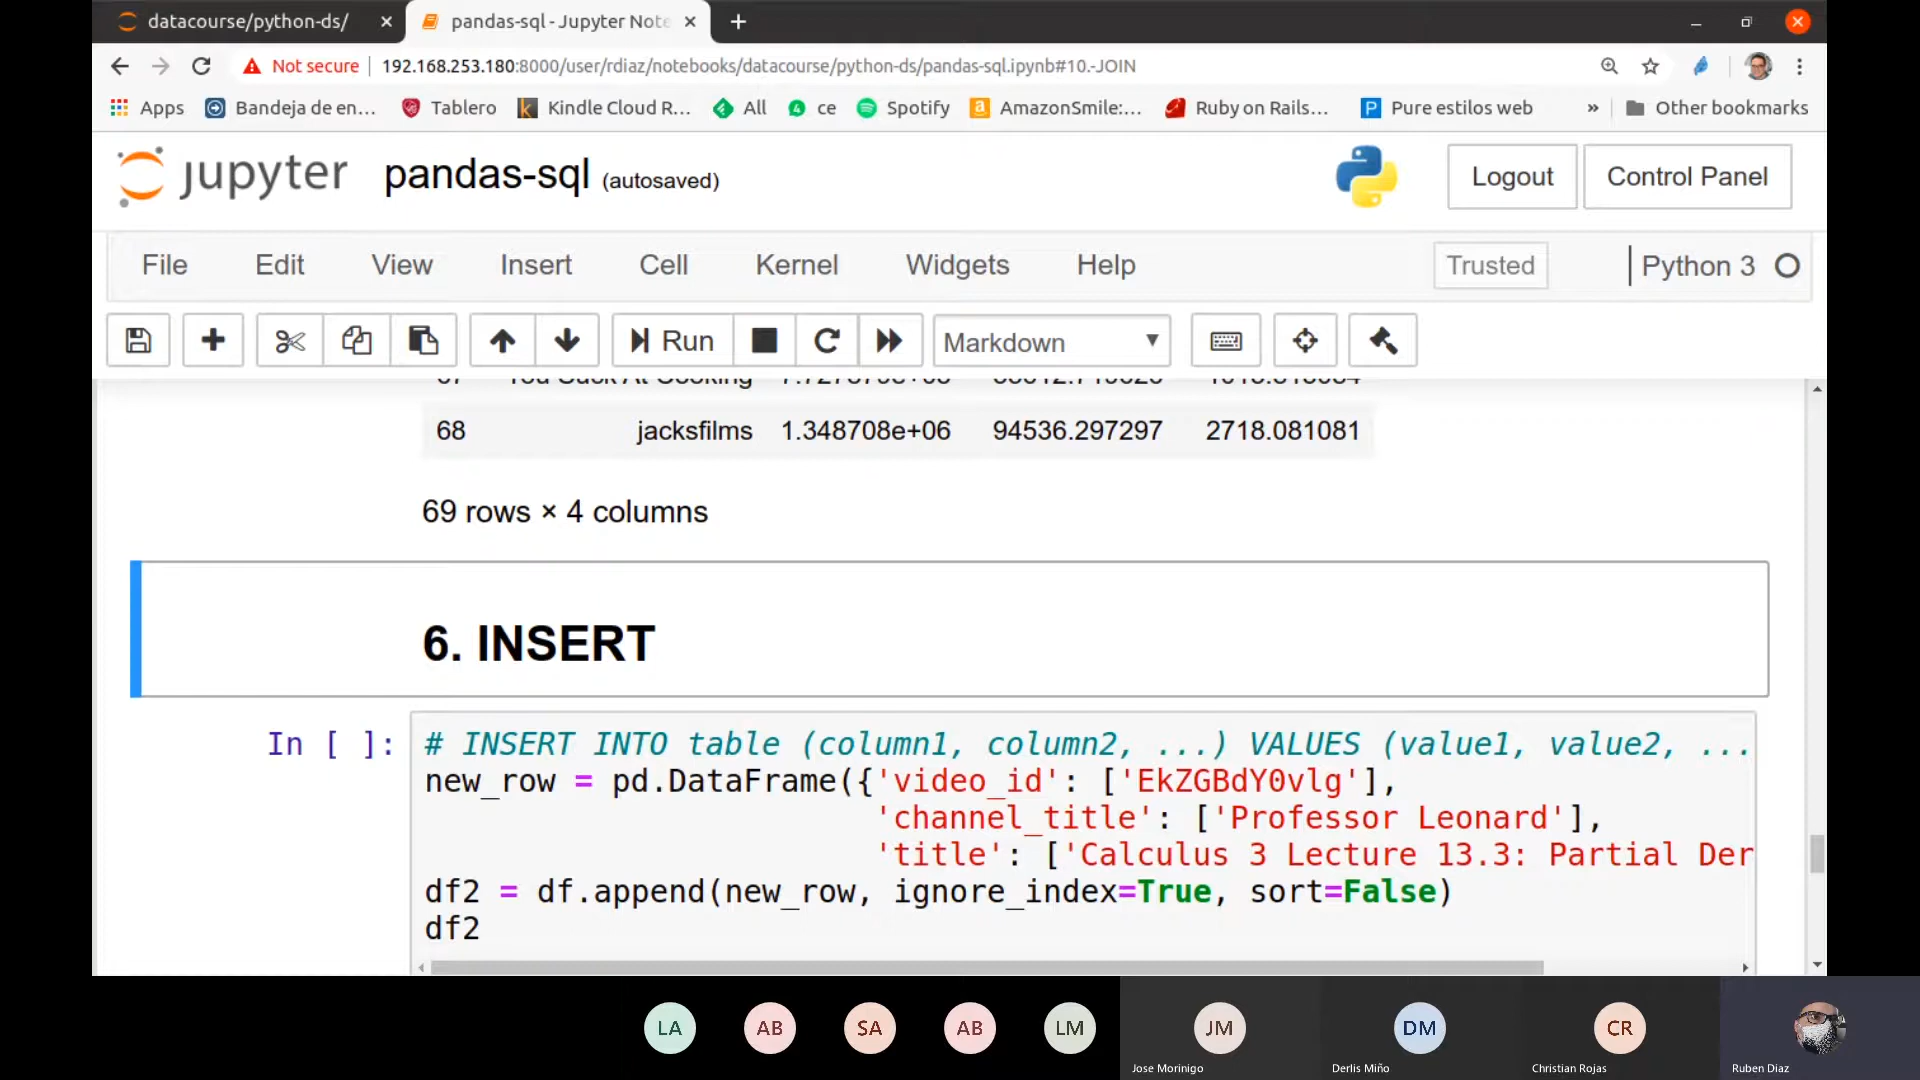 datacourse/python-ds/
pandas-sql - Jupyter Note
Not secure
192.168.253.180:8000/user/rdiaz/notebooks/datacourse/python-ds/pandas-sql.ipynb#10.-JOIN
Apps
Bandeja de en...
Tablero
Kindle Cloud R...
All
ce
Spotify
AmazonSmile:...
Ruby on Rails...
Pure estilos web
»
Other bookmarks
jupyter
pandas-sql (autosaved)
Logout
Control Panel
File Edit View Insert Cell Kernel Widgets Help
Trusted
Python 3
Run
Markdown
68 jacksfilms 1.348708e+06 94536.297297 2718.081081
69 rows × 4 columns
6. INSERT
In [ ]:
# INSERT INTO table (column1, column2, ...) VALUES (value1, value2, ...
new_row = pd.DataFrame({'video_id': ['EkZGBdY0vlg'],
'channel_title': ['Professor Leonard'],
'title': ['Calculus 3 Lecture 13.3: Partial Der
df2 = df.append(new_row, ignore_index=True, sort=False)
df2
LA
AB
SA
AB
LM
JM
DM
CR
Jose Morinigo
Derlis Miño
Christian Rojas
Ruben Diaz